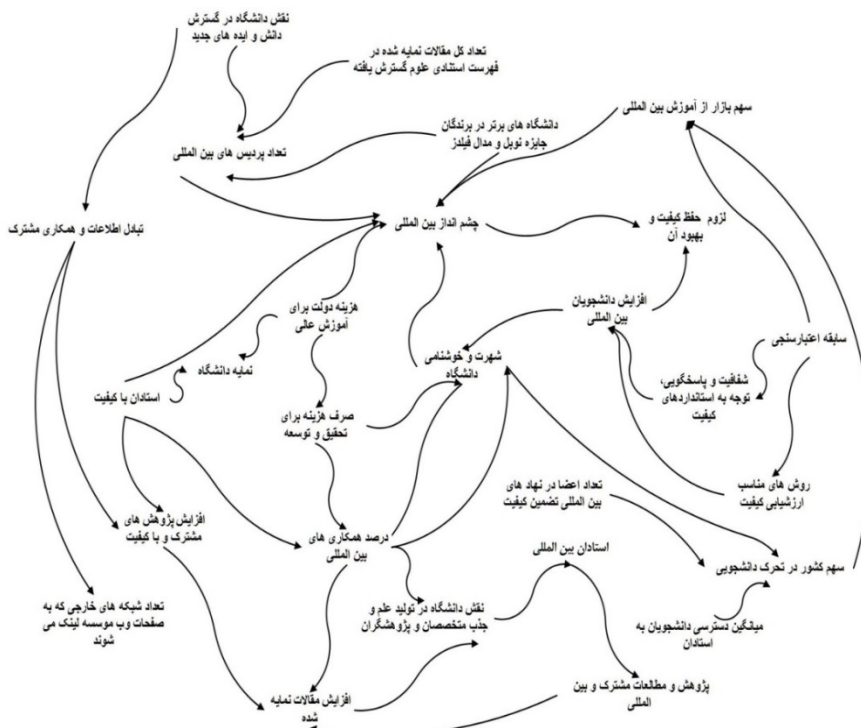 نقش دانشگاه در گسترش
دانش و ایده های جدید
تعداد کل مقالات نمایه شده در
فهرست استنادی علوم گسترش یافته
سهم بازار از آموزش بین المللی
دانشگاه های برتر در برندگان
جایزه نوبل و مدال فیلدز
تعداد پردیس های بین المللی
تبادل اطلاعات و همکاری مشترک
چشم انداز بین المللی
لزوم حفظ کیفیت و
بهبود آن
هزینه دولت برای
آموزش عالی
افزایش دانشجویان
بین المللی
سابقه اعتبارسنجی
نمایه دانشگاه
شهرت و خوشنامی
دانشگاه
شفافیت و پاسخگویی،
توجه به استانداردهای
کیفیت
استادان با کیفیت
صرف هزینه برای
تحقیق و توسعه
تعداد اعضا در نهاد های
بین المللی تضمین کیفیت
روش های مناسب
ارزشیابی کیفیت
افزایش پژوهش های
مشترک و با کیفیت
درصد همکاری های
بین المللی
استادان بین المللی
سهم کشور در تحرک دانشجویی
تعداد شبکه های خارجی که به
صفحات وب موسسه لینک می
شوند
نقش دانشگاه در تولید علم و
جذب متخصصان و پژوهشگران
میانگین دسترسی دانشجویان به
استادان
افزایش مقالات نمایه
شده
پژوهش و مطالعات مشترک و بین
المللی